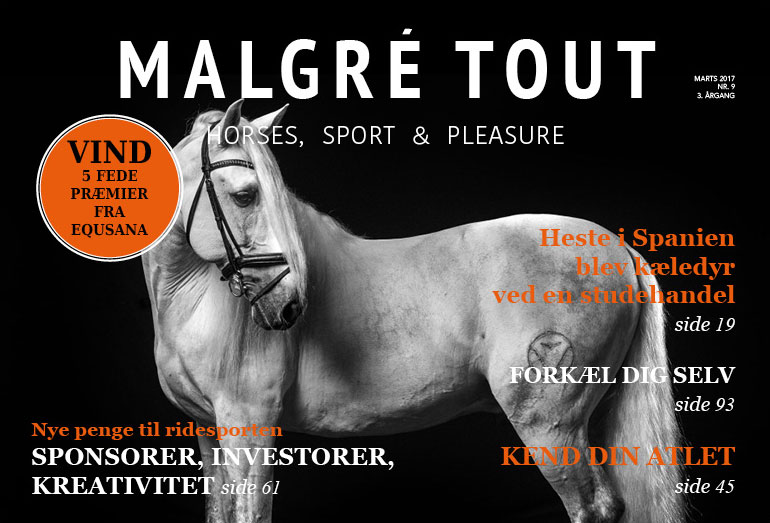 MALGRÉ TOUT
MARTS 2017
NR. 9
3. ÅRGANG
HORSES, SPORT & PLEASURE
VIND
5 FEDE
PRÆMIER
FRA
EQUSANA
Heste i Spanien
blev kæledyr
ved en studehandel
side 19
FORKÆL DIG SELV
side 93
KEND DIN ATLET
side 45
Nye penge til ridesporten
SPONSORER, INVESTORER,
KREATIVITET side 61